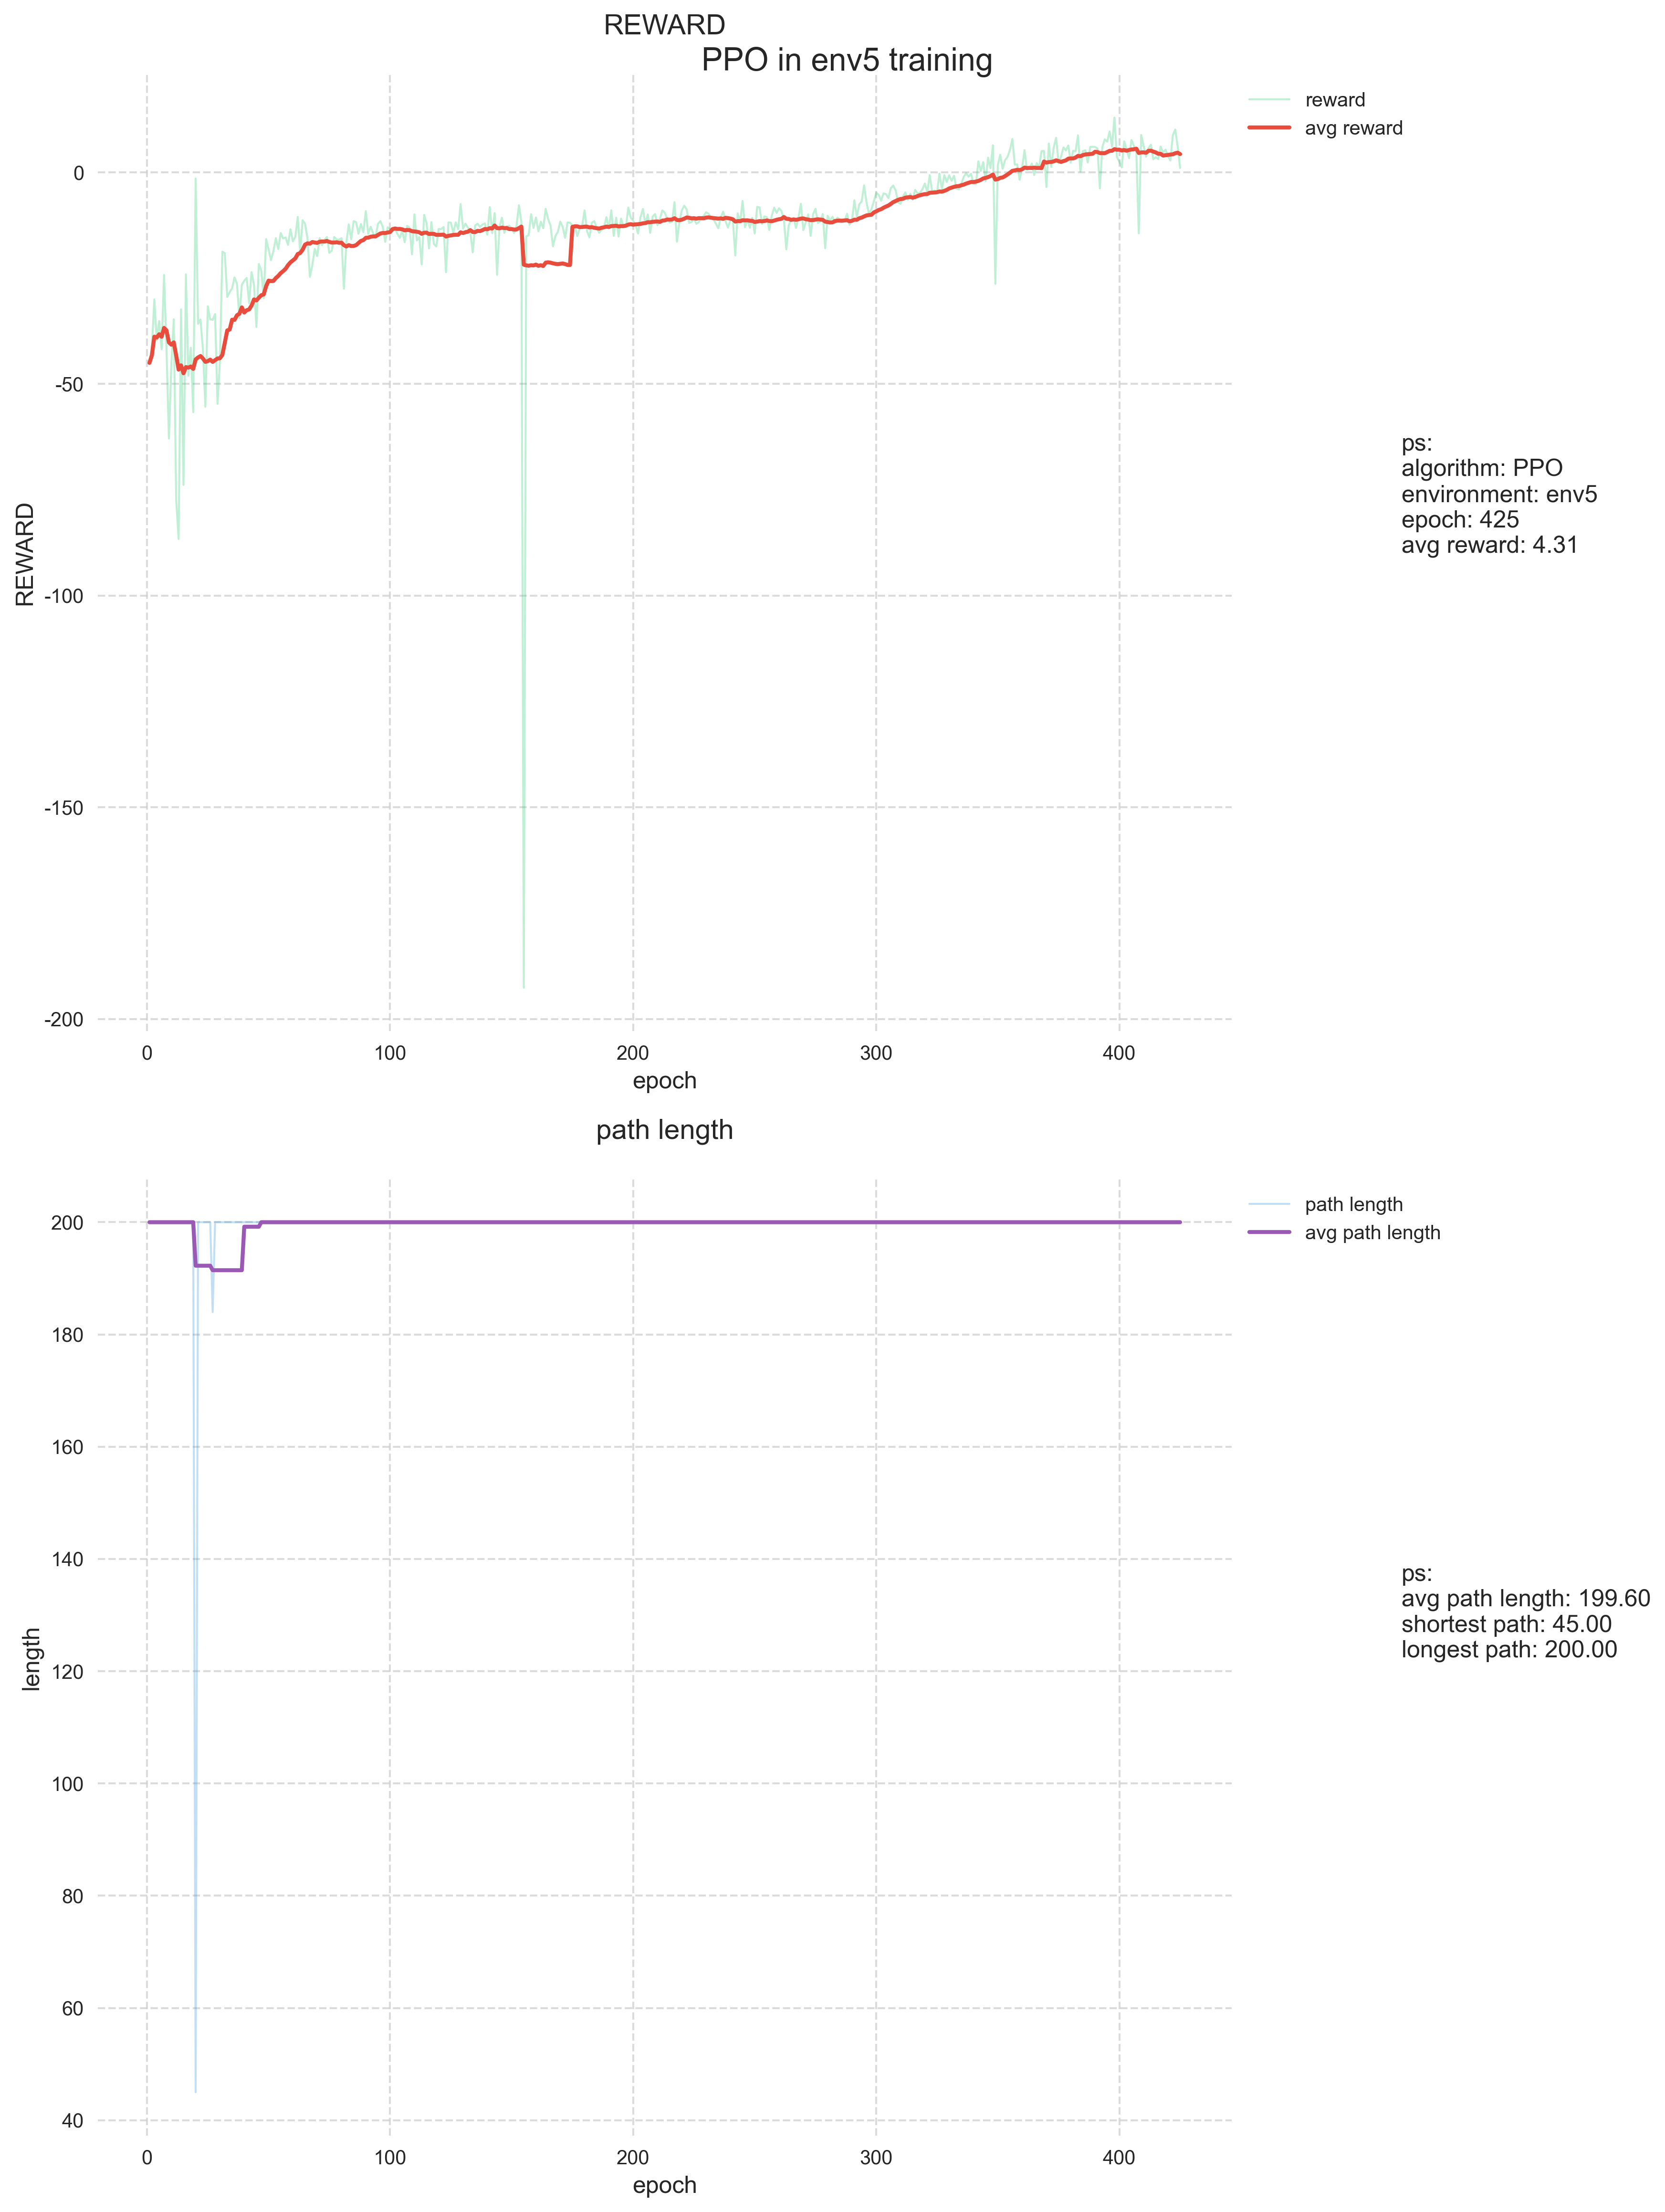 REWARD
PPO in env5 training
reward
avg reward
0
-50
-100
-150
-200
REWARD
0 100 200 300 400
epoch
ps:
algorithm: PPO
environment: env5
epoch: 425
avg reward: 4.31
path length
path length
avg path length
200
180
160
140
120
100
80
60
40
length
0 100 200 300 400
epoch
ps:
avg path length: 199.60
shortest path: 45.00
longest path: 200.00